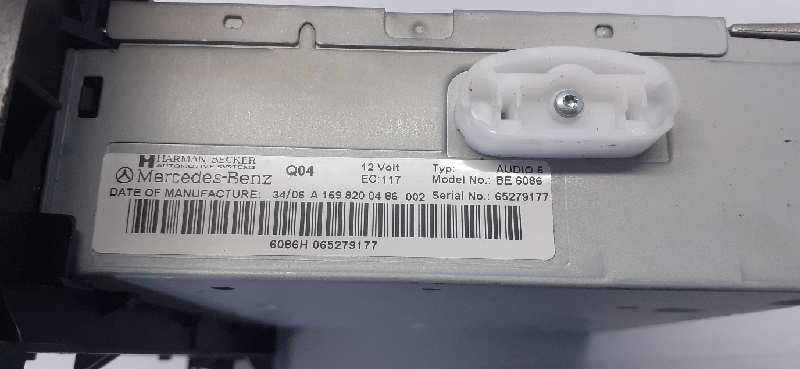 HARMAN/BECKER
AUTOMOTIVE SYSTEMS
Mercedes-Benz Q04 12 Volt EC:117 Typ: AUDIO 5 Model No.: BE 6086
DATE OF MANUFACTURE: 34/06 A 169 820 04 86 002 Serial No.: 65279177
6086H 065279177